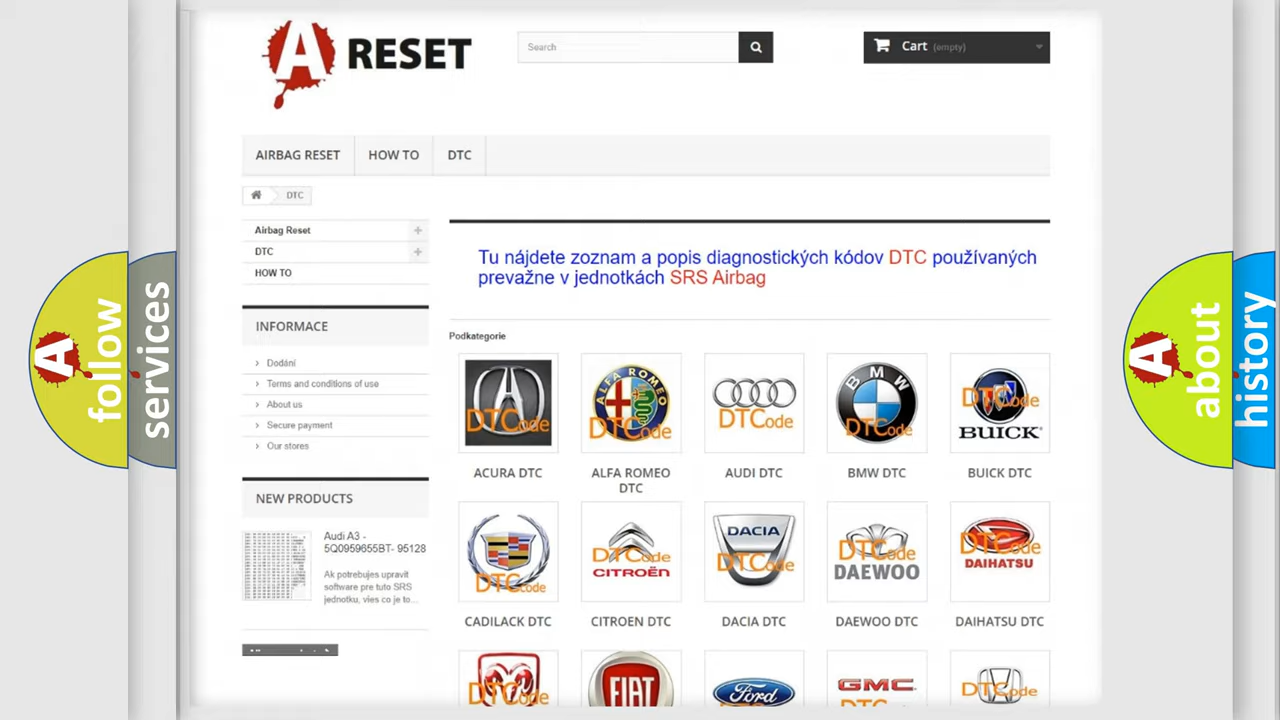 A RESET
Search
Cart (empty)
AIRBAG RESET
HOW TO
DTC
DTC
Airbag Reset
DTC
HOW TO
INFORMACE
Dodání
Terms and conditions of use
About us
Secure payment
Our stores
NEW PRODUCTS
Audi A3 -
5Q0959655BT- 95128
Ak potrebujes upravit
software pre tuto SRS
jednotku, vies co je to...
Tu nájdete zoznam a popis diagnostických kódov DTC používaných
prevažne v jednotkách SRS Airbag
Podkategorie
DTCode
ALFA ROMEO
DTCode
DTCode
BMW
DTCode
DTCode
BUICK
ACURA DTC
ALFA ROMEO
DTC
AUDI DTC
BMW DTC
BUICK DTC
DTCode
DTCode
CITROËN
DACIA
DTCode
DTCode
DAEWOO
DTCode
DAIHATSU
CADILACK DTC
CITROEN DTC
DACIA DTC
DAEWOO DTC
DAIHATSU DTC
DTCode
FIAT
Ford
GMC
DTCode
A
follow
services
A
about
history